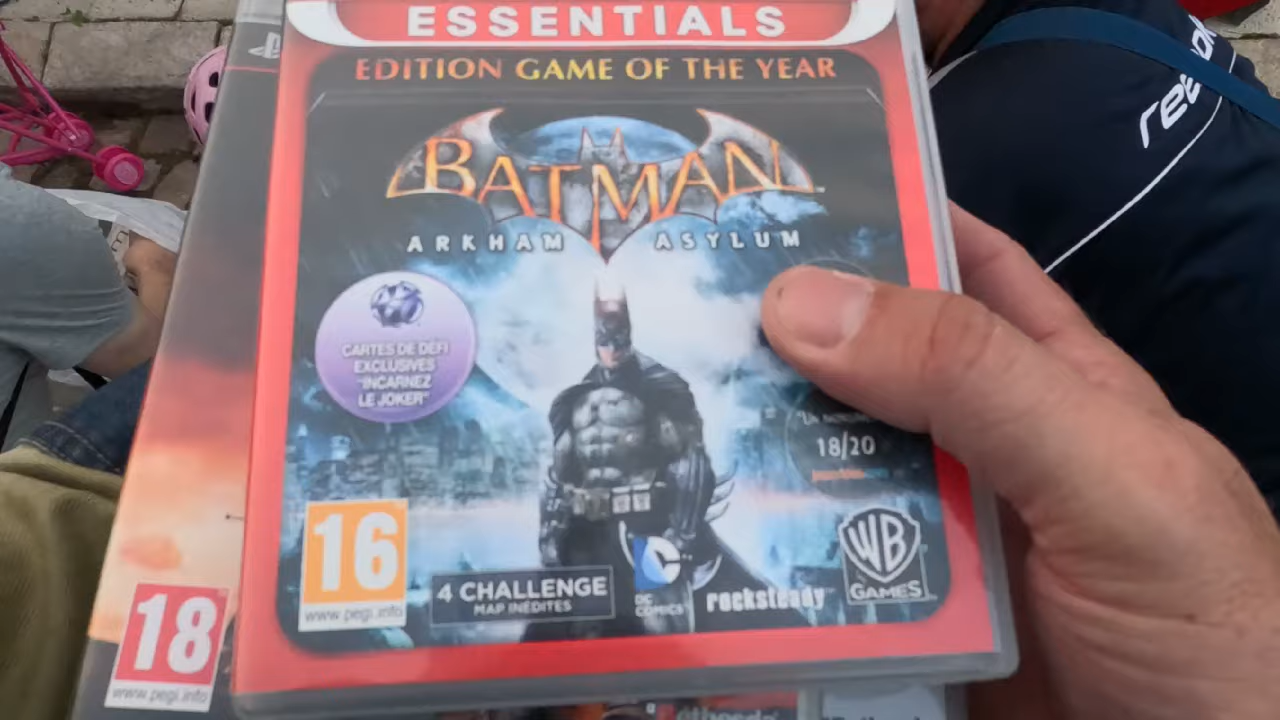 ESSENTIALS
EDITION GAME OF THE YEAR
BATMAN
ARKHAM ASYLUM
CARTES DE DÉFI
EXCLUSIVES
"INCARNEZ
LE JOKER"
18/20
16
www.pegi.info
4 CHALLENGE
MAP INÉDITES
DC
COMICS
rocksteady
WB
GAMES
18
www.pegi.info
Reebok